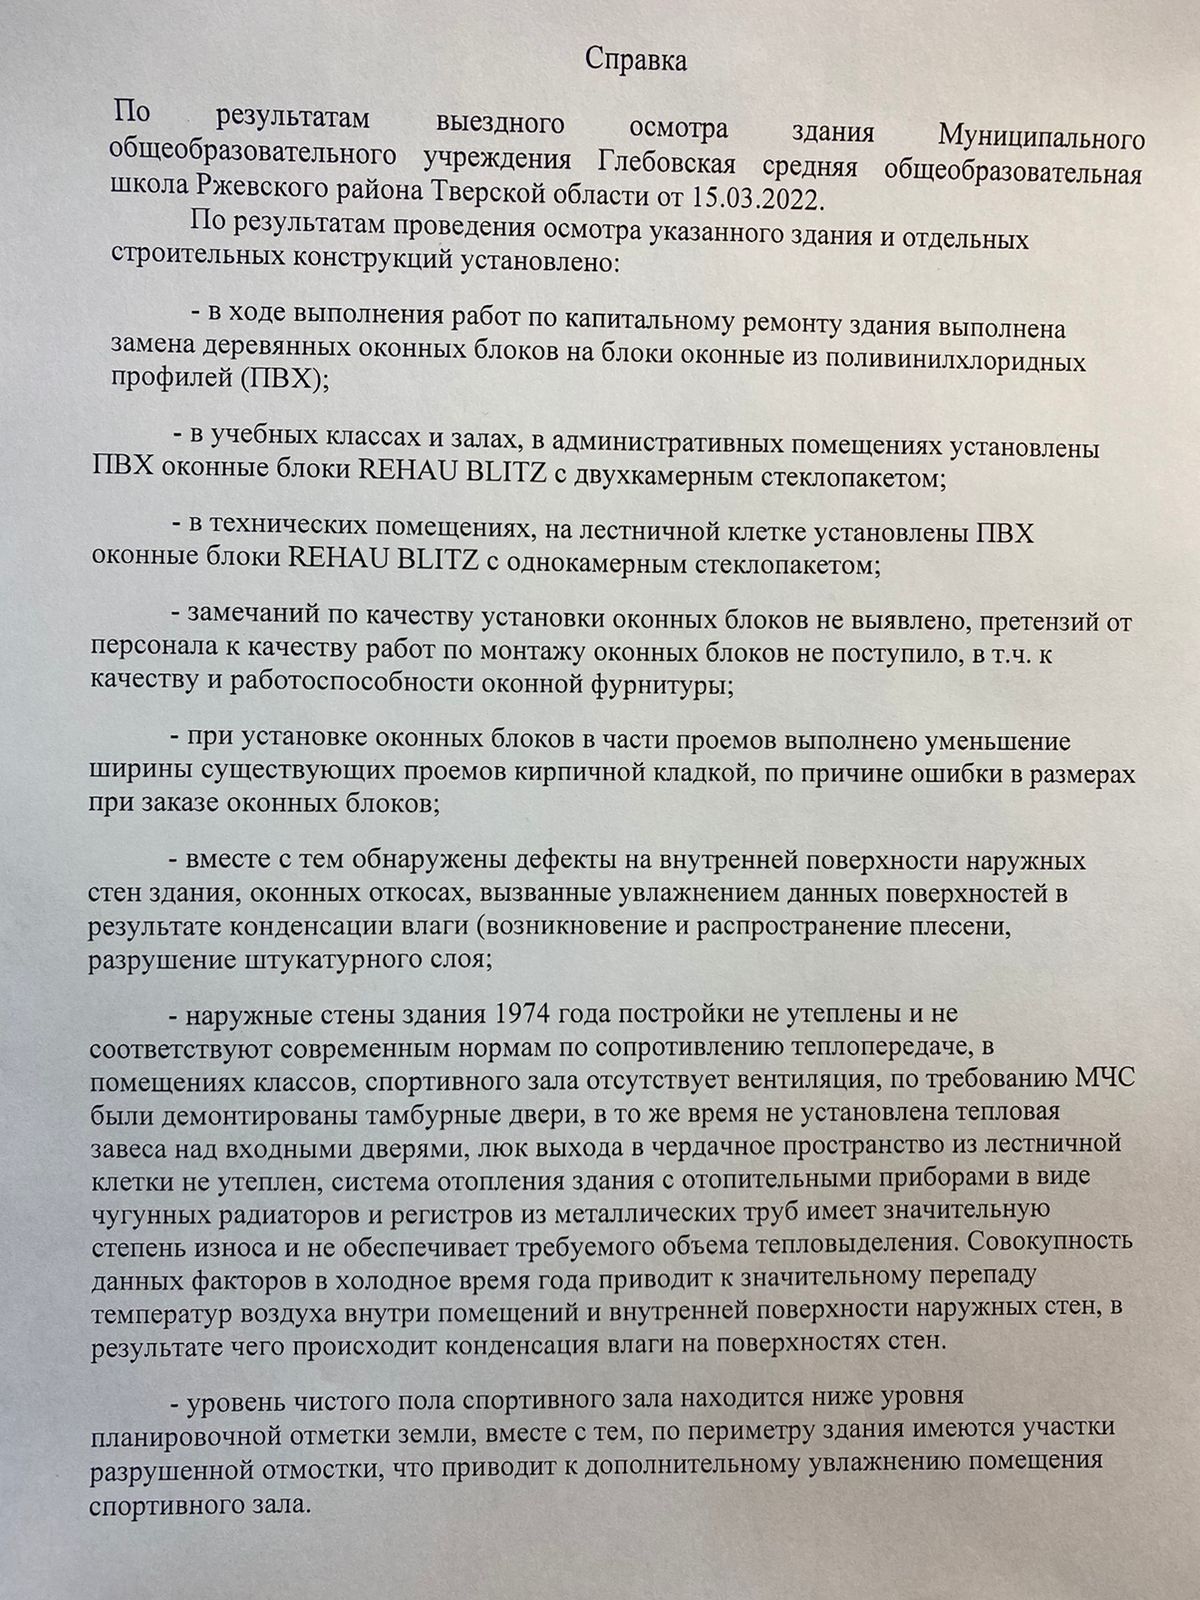 Справка
По результатам выездного осмотра здания Муниципального
общеобразовательного учреждения Глебовская средняя общеобразовательная
школа Ржевского района Тверской области от 15.03.2022.
По результатам проведения осмотра указанного здания и отдельных
строительных конструкций установлено:
- в ходе выполнения работ по капитальному ремонту здания выполнена
замена деревянных оконных блоков на блоки оконные из поливинилхлоридных
профилей (ПВХ);
- в учебных классах и залах, в административных помещениях установлены
ПВХ оконные блоки REHAU BLITZ с двухкамерным стеклопакетом;
- в технических помещениях, на лестничной клетке установлены ПВХ
оконные блоки REHAU BLITZ с однокамерным стеклопакетом;
- замечаний по качеству установки оконных блоков не выявлено, претензий от
персонала к качеству работ по монтажу оконных блоков не поступило, в т.ч. к
качеству и работоспособности оконной фурнитуры;
- при установке оконных блоков в части проемов выполнено уменьшение
ширины существующих проемов кирпичной кладкой, по причине ошибки в размерах
при заказе оконных блоков;
- вместе с тем обнаружены дефекты на внутренней поверхности наружных
стен здания, оконных откосах, вызванные увлажнением данных поверхностей в
результате конденсации влаги (возникновение и распространение плесени,
разрушение штукатурного слоя;
- наружные стены здания 1974 года постройки не утеплены и не
соответствуют современным нормам по сопротивлению теплопередаче, в
помещениях классов, спортивного зала отсутствует вентиляция, по требованию МЧС
были демонтированы тамбурные двери, в то же время не установлена тепловая
завеса над входными дверями, люк выхода в чердачное пространство из лестничной
клетки не утеплен, система отопления здания с отопительными приборами в виде
чугунных радиаторов и регистров из металлических труб имеет значительную
степень износа и не обеспечивает требуемого объема тепловыделения. Совокупность
данных факторов в холодное время года приводит к значительному перепаду
температур воздуха внутри помещений и внутренней поверхности наружных стен, в
результате чего происходит конденсация влаги на поверхностях стен.
- уровень чистого пола спортивного зала находится ниже уровня
планировочной отметки земли, вместе с тем, по периметру здания имеются участки
разрушенной отмостки, что приводит к дополнительному увлажнению помещения
спортивного зала.